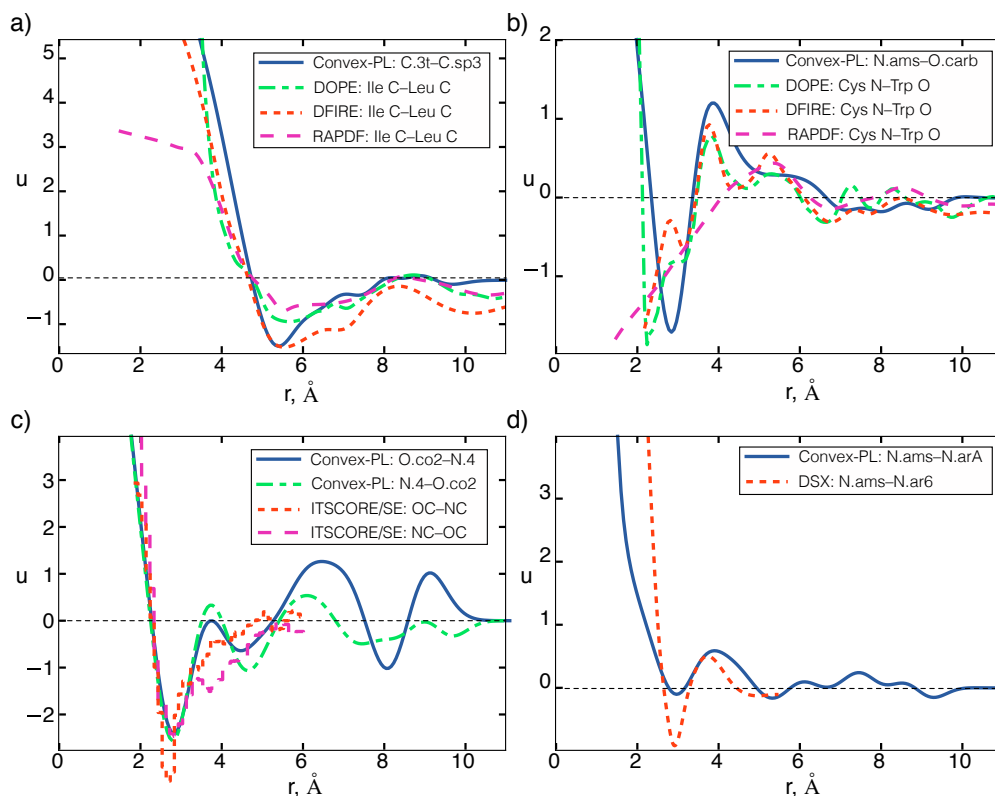 a)
5
4
3
2
1
0
−1
u
0
2
4
6
8
10
r, Å
Convex-PL: C.3t–C.sp3
DOPE: Ile C–Leu C
DFIRE: Ile C–Leu C
RAPDF: Ile C–Leu C
b)
2
1
0
−1
u
0
2
4
6
8
10
r, Å
Convex-PL: N.ams–O.carb
DOPE: Cys N–Trp O
DFIRE: Cys N–Trp O
RAPDF: Cys N–Trp O
c)
3
2
1
0
−1
−2
u
0
2
4
6
8
10
r, Å
Convex-PL: O.co2–N.4
Convex-PL: N.4–O.co2
ITSCORE/SE: OC–NC
ITSCORE/SE: NC–OC
d)
3
2
1
0
u
0
2
4
6
8
10
r, Å
Convex-PL: N.ams–N.arA
DSX: N.ams–N.ar6